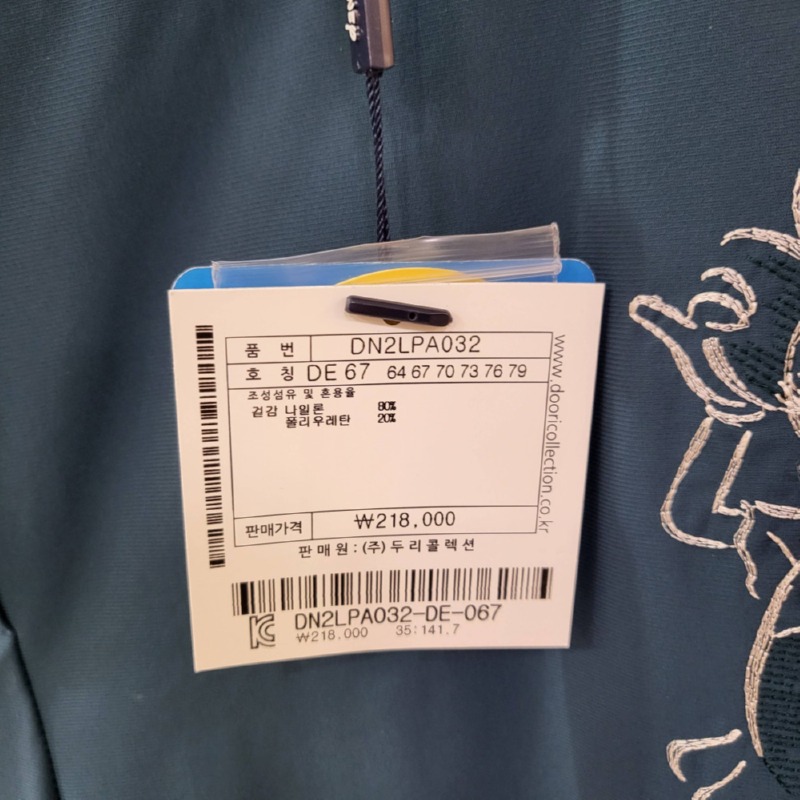 품 번 DN2LPA032
호 칭 DE 67 64 67 70 73 76 79
조성섬유 및 혼용율
겉감 나일론 80%
폴리우레탄 20%
판매가격 ₩218,000
판매원 : (주)두리콜렉션
www.dooricollection.co.kr
DN2LPA032-DE-067
₩218,000 35:141.7